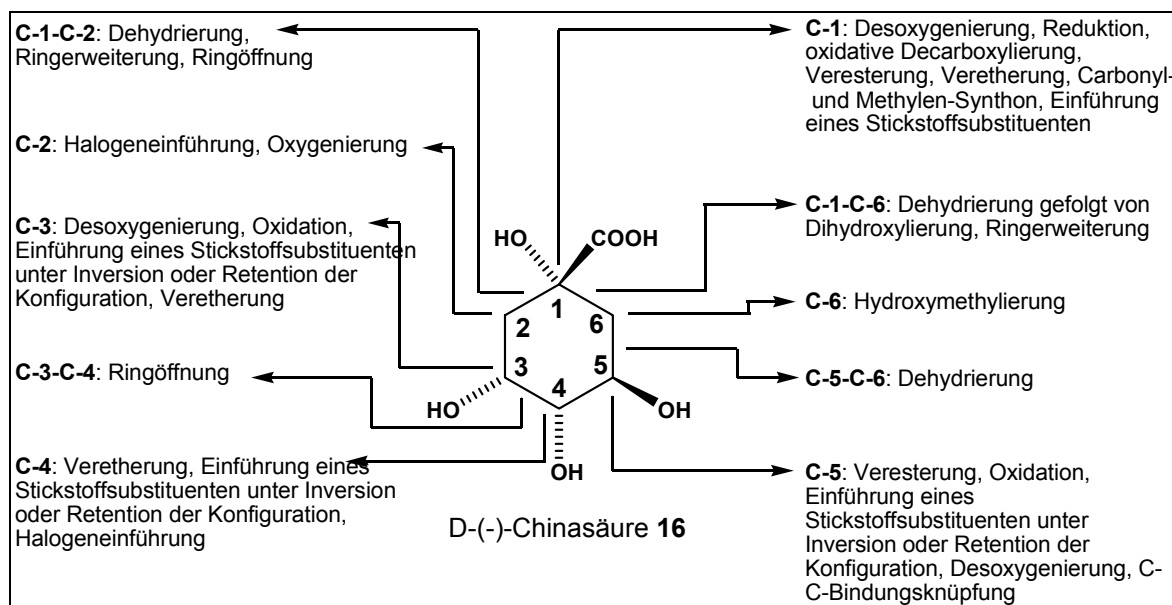 C-1-C-2: Dehydrierung,
Ringerweiterung, Ringöffnung
C-2: Halogeneinführung, Oxygenierung
C-3: Desoxygenierung, Oxidation,
Einführung eines Stickstoffsubstituenten
unter Inversion oder Retention der
Konfiguration, Veretherung
C-3-C-4: Ringöffnung
C-4: Veretherung, Einführung eines
Stickstoffsubstituenten unter Inversion
oder Retention der Konfiguration,
Halogeneinführung
HO
COOH
1
2
6
3
5
4
HO
OH
OH
D-(-)-Chinasäure 16
C-1: Desoxygenierung, Reduktion,
oxidative Decarboxylierung,
Veresterung, Veretherung, Carbonyl-
und Methylen-Synthon, Einführung
eines Stickstoffsubstituenten
C-1-C-6: Dehydrierung gefolgt von
Dihydroxylierung, Ringerweiterung
C-6: Hydroxymethylierung
C-5-C-6: Dehydrierung
C-5: Veresterung, Oxidation,
Einführung eines
Stickstoffsubstituenten unter
Inversion oder Retention der
Konfiguration, Desoxygenierung, C-
C-Bindungsknüpfung